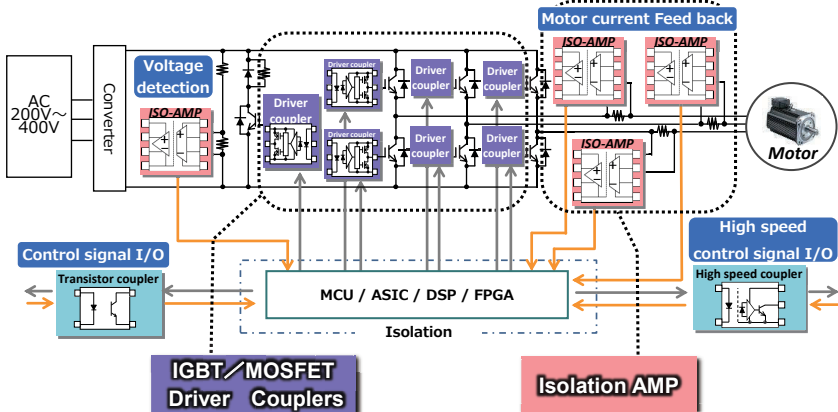 Motor current Feed back
ISO-AMP
ISO-AMP
Voltage
detection
AC
200V～
400V
Converter
ISO-AMP
Driver
coupler
Driver coupler
Driver coupler
Driver
coupler
Driver
coupler
Driver
coupler
Driver
coupler
ISO-AMP
Motor
Control signal I/O
Transistor coupler
MCU / ASIC / DSP / FPGA
Isolation
High speed
control signal I/O
High speed coupler
IGBT／MOSFET
Driver Couplers
Isolation AMP